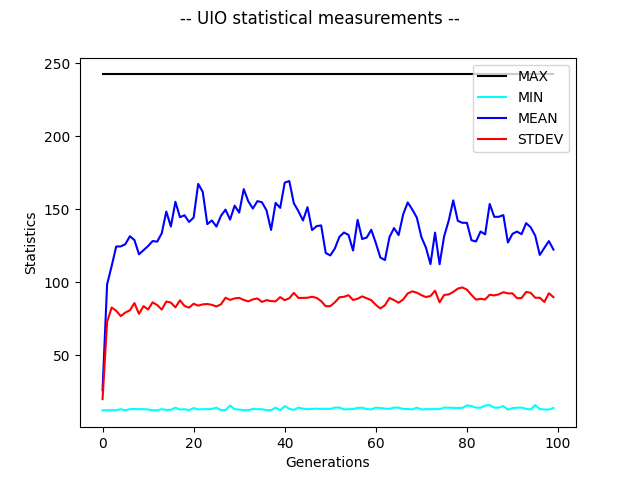 -- UIO statistical measurements --
250
200
150
100
50
0
20
40
60
80
100
Statistics
Generations
MAX
MIN
MEAN
STDEV